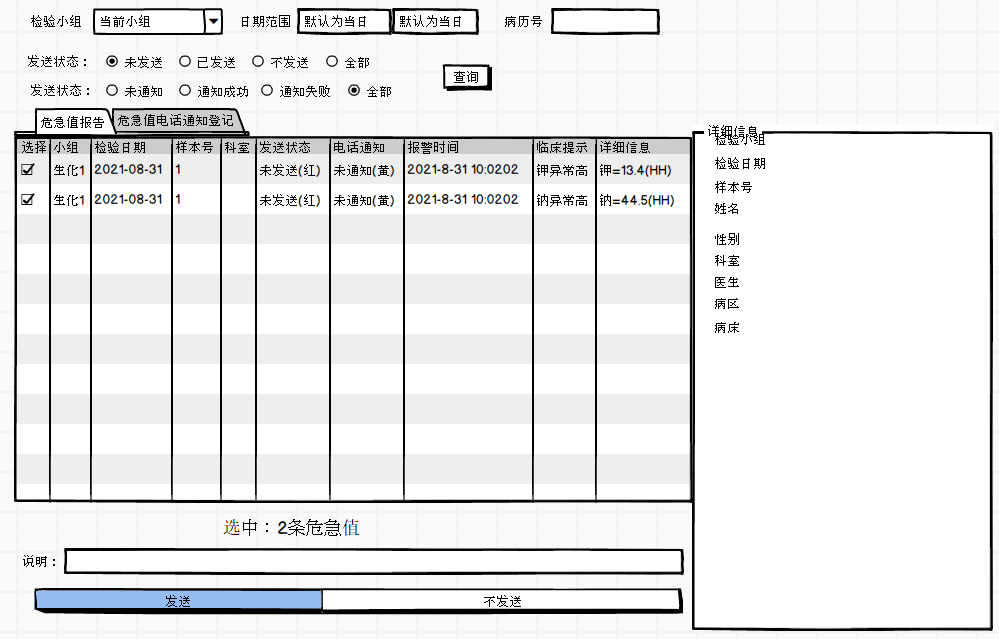 检验小组 当前小组 日期范围 默认为当日 默认为当日 病历号
发送状态： 未发送 已发送 不发送 全部
发送状态： 未通知 通知成功 通知失败 全部
查询
危急值报告 危急值电话通知登记
选择 小组 检验日期 样本号 科室 发送状态 电话通知 报警时间 临床提示 详细信息
生化1 2021-08-31 1 未发送(红) 未通知(黄) 2021-8-31 10:0202 钾异常高 钾=13.4(HH)
生化1 2021-08-31 1 未发送(红) 未通知(黄) 2021-8-31 10:0202 钠异常高 钠=44.5(HH)
选中：2条危急值
说明：
发送 不发送
详细信息
检验小组
检验日期
样本号
姓名
性别
科室
医生
病区
病床